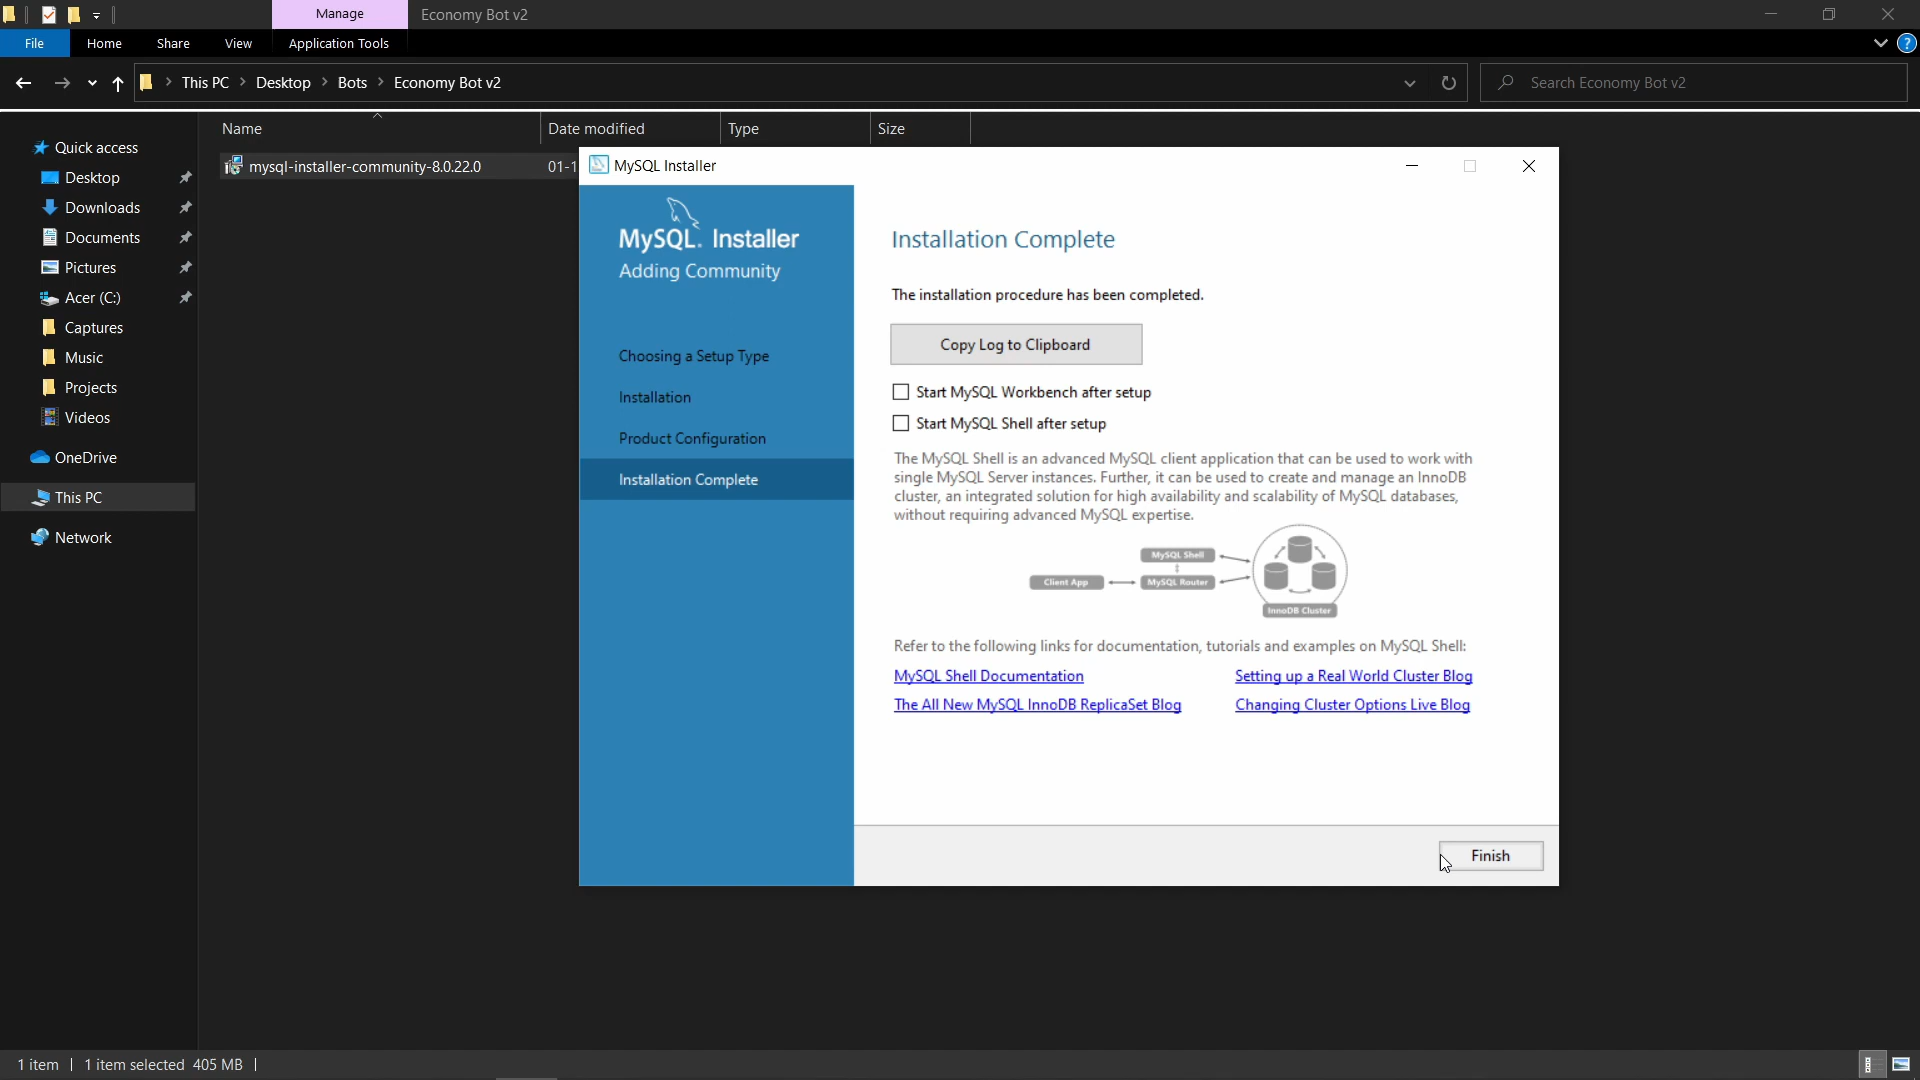 Manage
Economy Bot v2
File
Home
Share
View
Application Tools
This PC
Desktop
Bots
Economy Bot v2
Search Economy Bot v2
Name
Date modified
Type
Size
Quick access
Desktop
Downloads
Documents
Pictures
Acer (C:)
Captures
Music
Projects
Videos
OneDrive
This PC
Network
mysql-installer-community-8.0.22.0
01-1
MySQL Installer
MySQL. Installer
Adding Community
Choosing a Setup Type
Installation
Product Configuration
Installation Complete
Installation Complete
The installation procedure has been completed.
Copy Log to Clipboard
Start MySQL Workbench after setup
Start MySQL Shell after setup
The MySQL Shell is an advanced MySQL client application that can be used to work with
single MySQL Server instances. Further, it can be used to create and manage an InnoDB
cluster, an integrated solution for high availability and scalability of MySQL databases,
without requiring advanced MySQL expertise.
MySQL Shell
Client App
MySQL Router
InnoDB Cluster
Refer to the following links for documentation, tutorials and examples on MySQL Shell:
MySQL Shell Documentation
Setting up a Real World Cluster Blog
The All New MySQL InnoDB ReplicaSet Blog
Changing Cluster Options Live Blog
Finish
1 item
1 item selected 405 MB